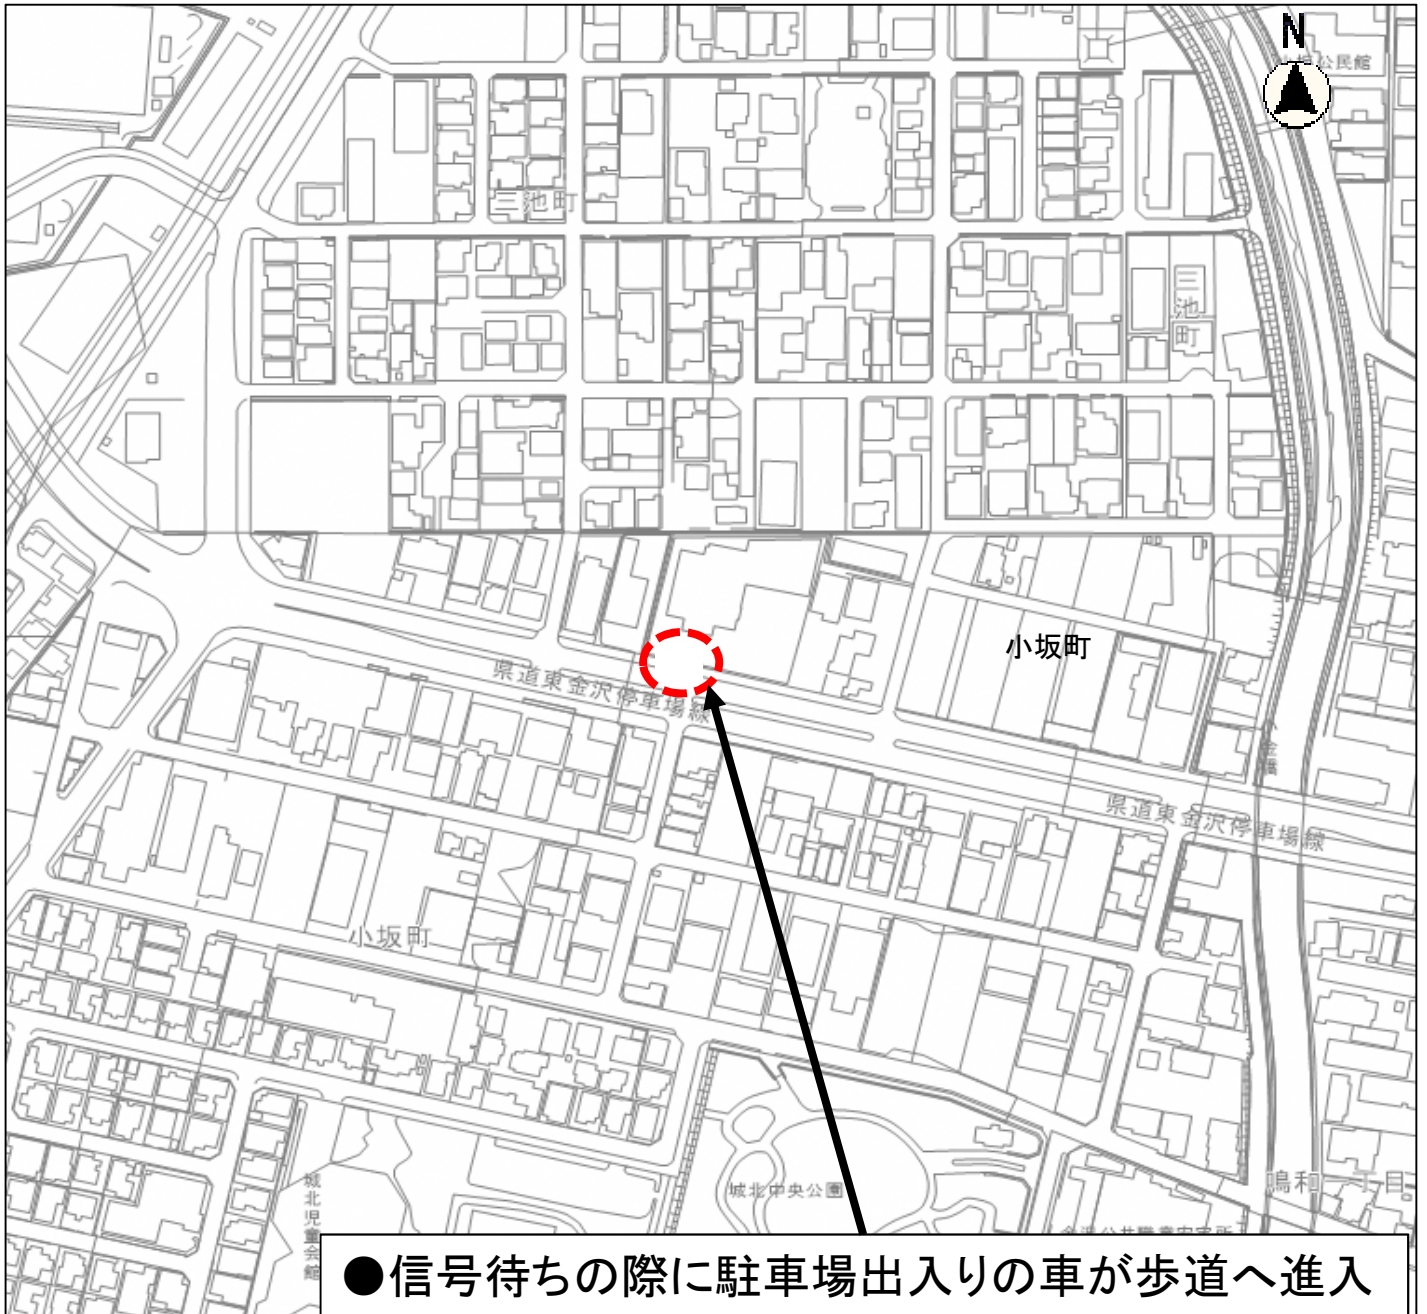 N
公民館
三池町
三池町
小坂町
県道東金沢停車場線
県道東金沢停車場線
小坂町
城北中央公園
鳴和一丁目
城北児童会館
●信号待ちの際に駐車場出入りの車が歩道へ進入